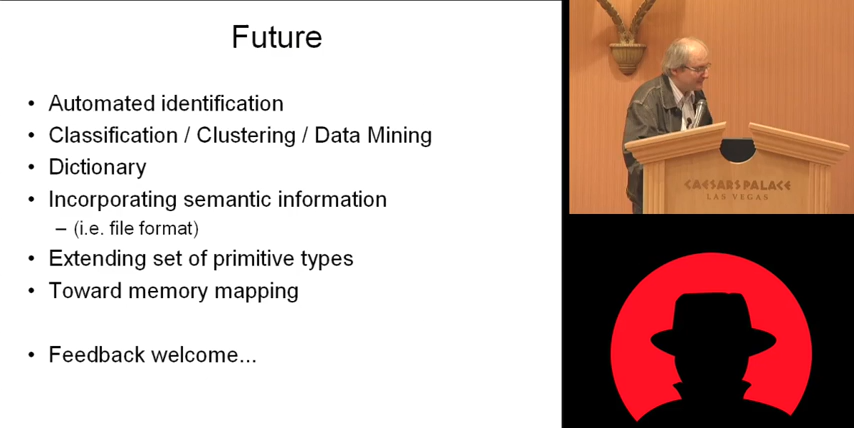 Future
• Automated identification
• Classification / Clustering / Data Mining
• Dictionary
• Incorporating semantic information
– (i.e. file format)
• Extending set of primitive types
• Toward memory mapping
• Feedback welcome...
CAESARS PALACE
LAS VEGAS